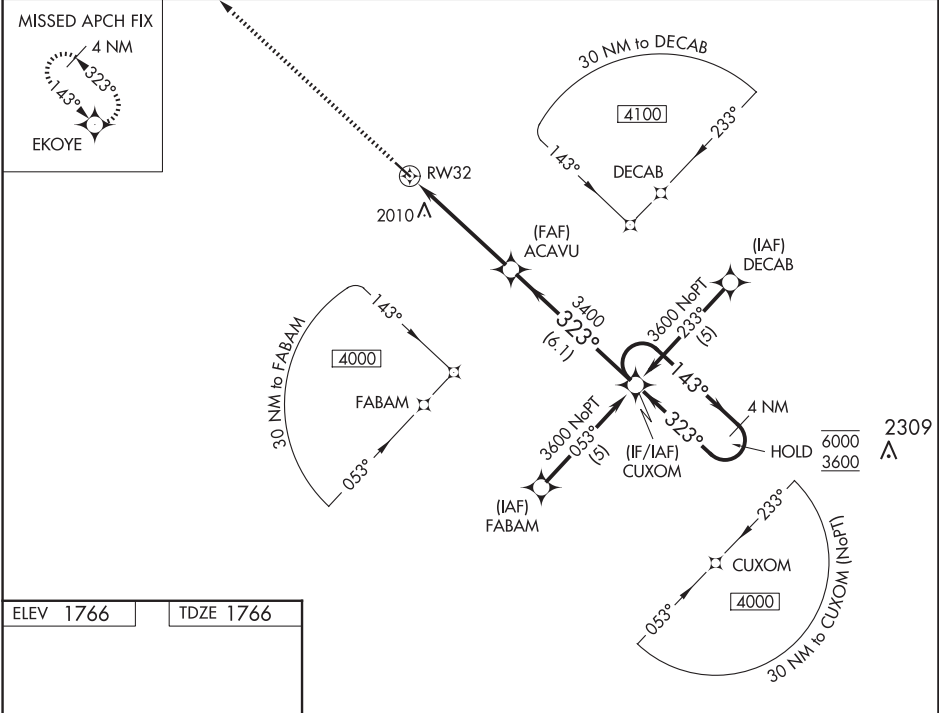 MISSED APCH FIX
4 NM
323°
143°
EKOYE
RW32
2010
(FAF)
ACAVU
3400
323°
(6.1)
30 NM to DECAB
4100
143°
233°
DECAB
(IAF)
DECAB
3600 NoPT
233°
(5)
143°
4 NM
323°
HOLD
6000
3600
2309
(IF/IAF)
CUXOM
3600 NoPT
053°
(5)
(IAF)
FABAM
30 NM to FABAM
143°
4000
FABAM
053°
233°
CUXOM
4000
053°
30 NM to CUXOM (NoPT)
ELEV 1766
TDZE 1766